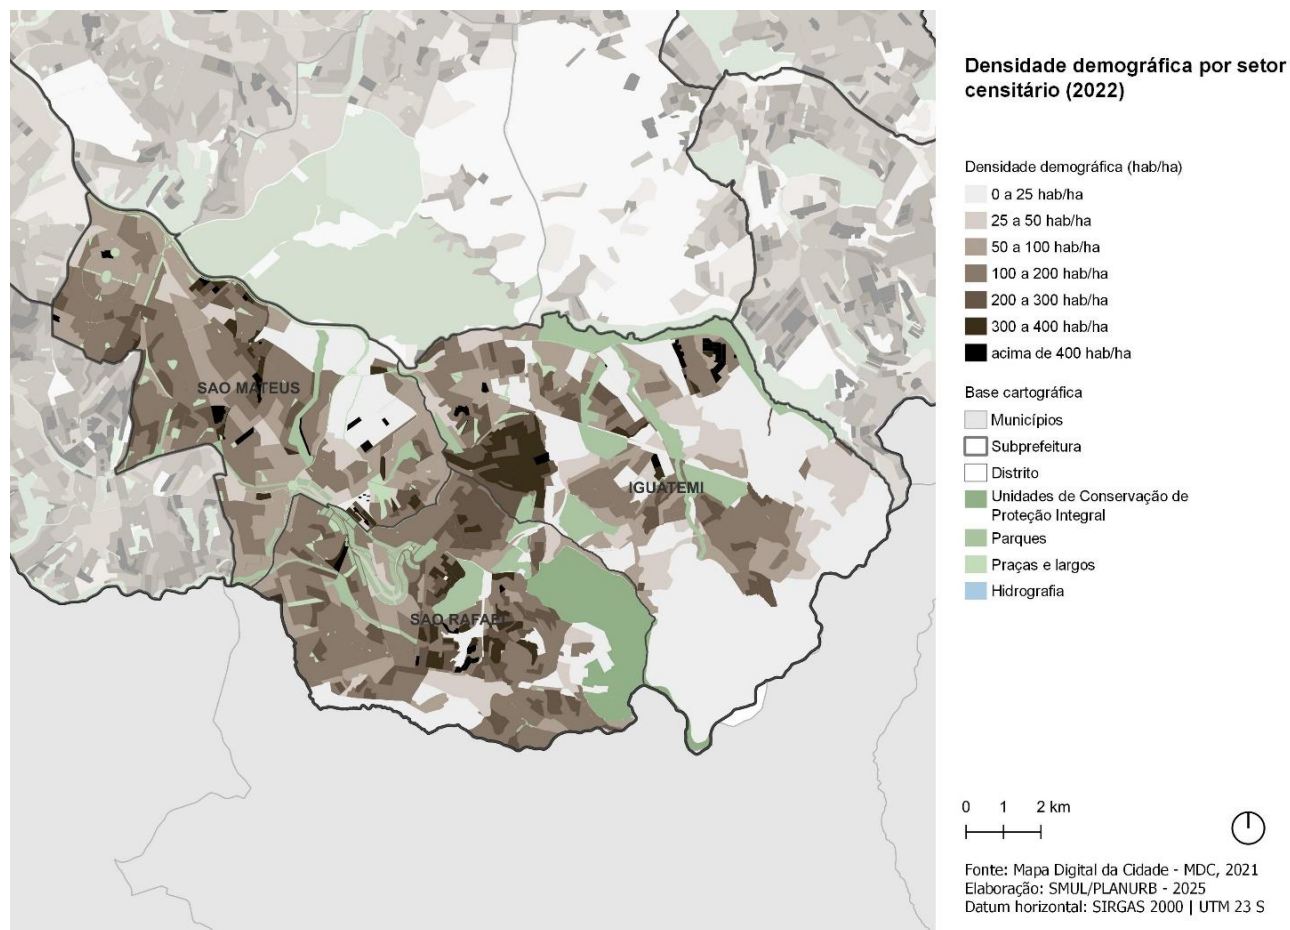 Densidade demográfica por setor
censitário (2022)
Densidade demográfica (hab/ha)
0 a 25 hab/ha
25 a 50 hab/ha
50 a 100 hab/ha
100 a 200 hab/ha
200 a 300 hab/ha
300 a 400 hab/ha
acima de 400 hab/ha
Base cartográfica
Municípios
Subprefeitura
Distrito
Unidades de Conservação de
Proteção Integral
Parques
Praças e largos
Hidrografia
SAO MATEUS
IGUATEMI
SAO RAFAEL
0 1 2 km
Fonte: Mapa Digital da Cidade - MDC, 2021
Elaboração: SMUL/PLANURB - 2025
Datum horizontal: SIRGAS 2000 | UTM 23 S